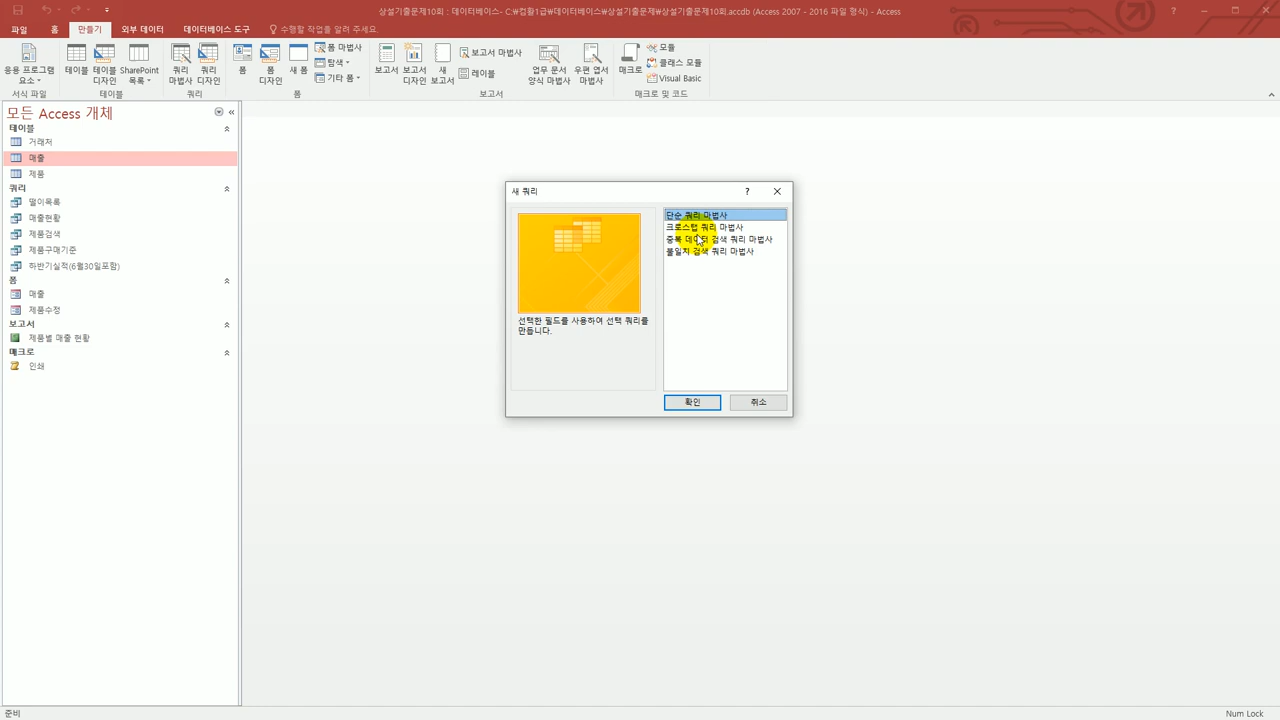 상설기출문제10회 : 데이터베이스- C:₩컴활1급₩데이터베이스₩상설기출문제₩상설기출문제10회.accdb (Access 2007 - 2016 파일 형식) - Access
파일 홈 만들기 외부 데이터 데이터베이스 도구 수행할 작업을 알려 주세요.
응용 프로그램 요소
테이블
테이블 디자인
SharePoint 목록
쿼리 마법사
쿼리 디자인
폼
폼 디자인
새 폼
폼 마법사
탐색
기타 폼
보고서
보고서 디자인
새 보고서
보고서 마법사
레이블
업무 문서 양식 마법사
우편 엽서 마법사
매크로
모듈
클래스 모듈
Visual Basic
서식 파일 테이블 쿼리 폼 보고서 매크로 및 코드
모든 Access 개체
테이블
거래처
매출
제품
쿼리
떨이목록
매출현황
제품검색
제품구매기준
하반기실적(6월30일포함)
폼
매출
제품수정
보고서
제품별 매출 현황
매크로
인쇄
새 쿼리
선택한 필드를 사용하여 선택 쿼리를
만듭니다.
단순 쿼리 마법사
크로스탭 쿼리 마법사
중복 데이터 검색 쿼리 마법사
불일치 검색 쿼리 마법사
확인 취소
준비
Num Lock